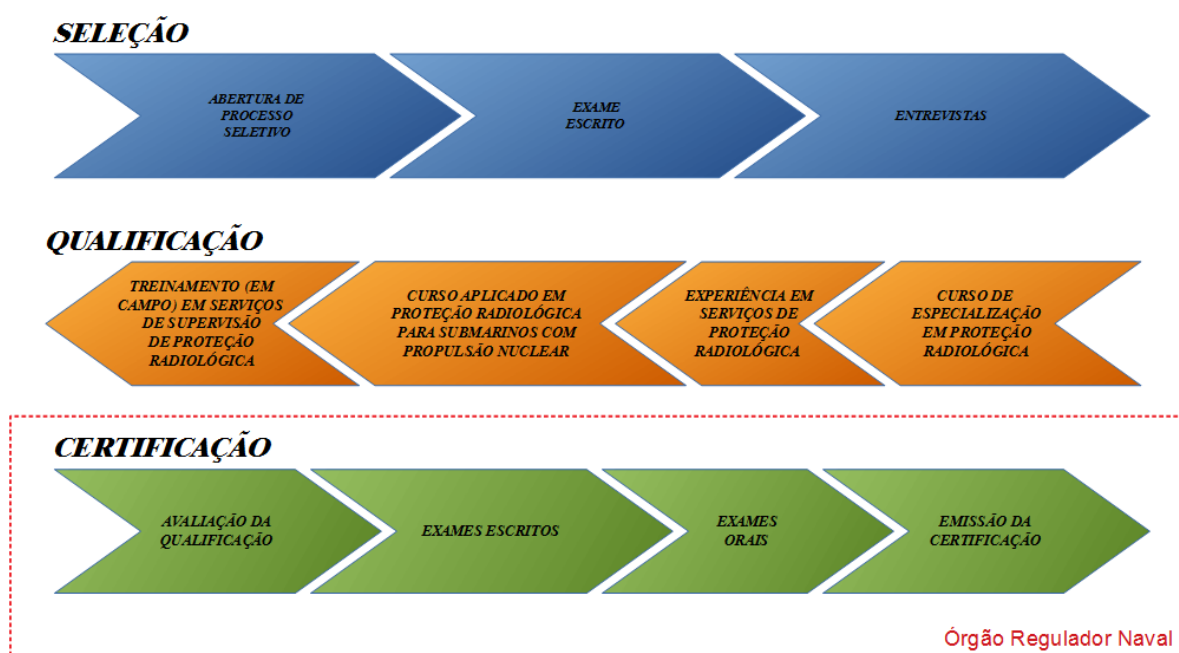 SELEÇÃO
ABERTURA DE
PROCESSO
SELETIVO
EXAME
ESCRITO
ENTREVISTAS
QUALIFICAÇÃO
TREINAMENTO (EM
CAMPO) EM SERVIÇOS
DE SUPERVISÃO
DE PROTEÇÃO
RADIOLÓGICA
CURSO APLICADO EM
PROTEÇÃO RADIOLÓGICA
PARA SUBMARINOS COM
PROPULSÃO NUCLEAR
EXPERIÊNCIA EM
SERVIÇOS DE
PROTEÇÃO
RADIOLÓGICA
CURSO DE
ESPECIALIZAÇÃO
EM PROTEÇÃO
RADIOLÓGICA
CERTIFICAÇÃO
AVALIAÇÃO DA
QUALIFICAÇÃO
EXAMES ESCRITOS
EXAMES
ORAIS
EMISSÃO DA
CERTIFICAÇÃO
Órgão Regulador Naval